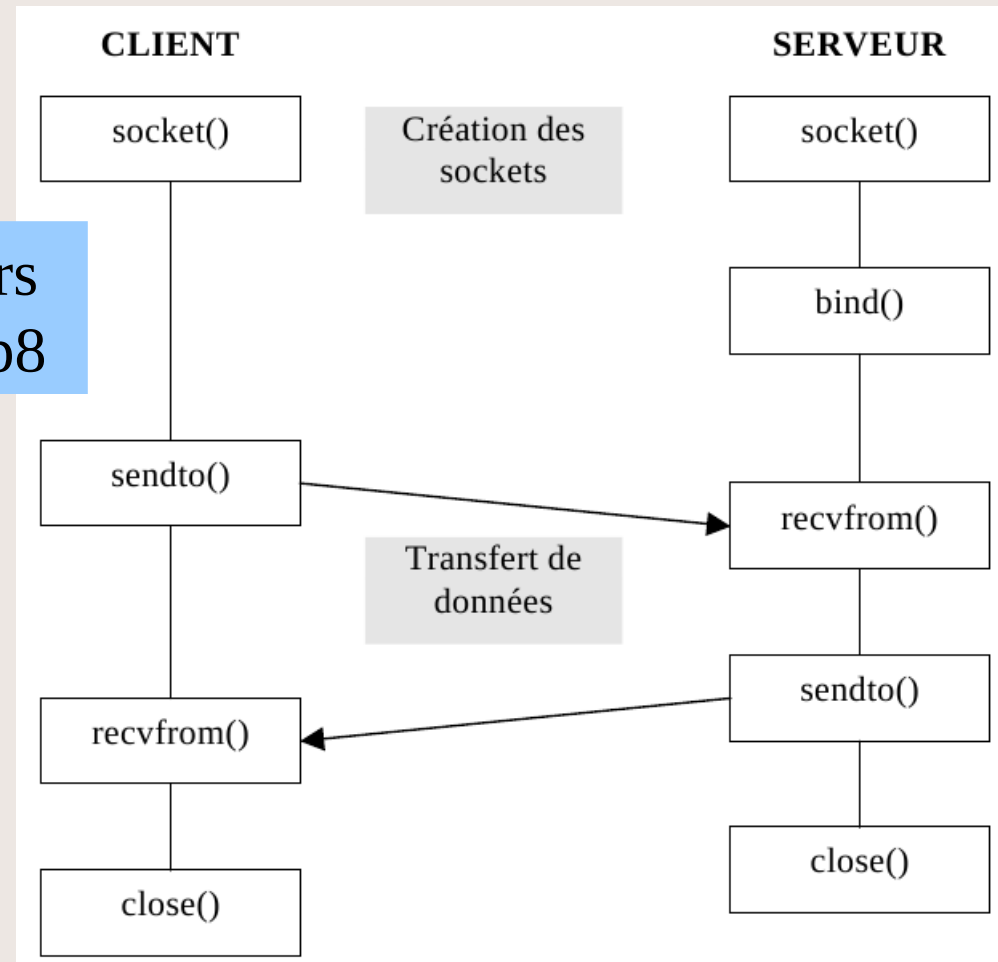 CLIENT
SERVEUR
socket()
Création des
sockets
socket()
bind()
sendto()
recvfrom()
Transfert de
données
sendto()
recvfrom()
close()
close()